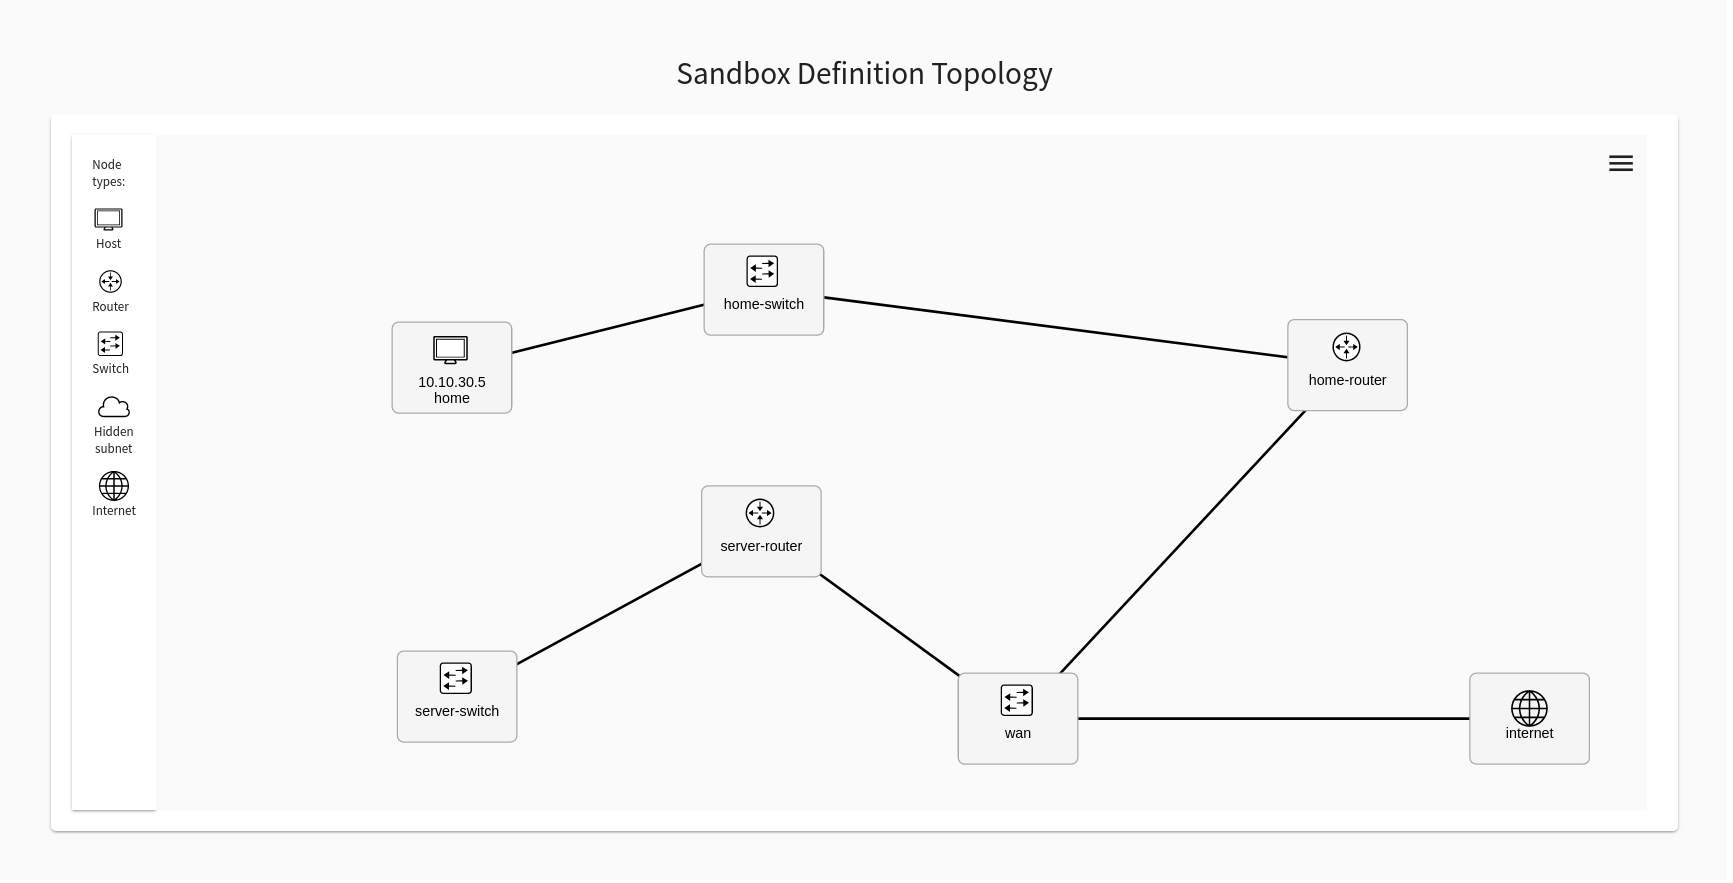 Sandbox Definition Topology
Node
types:
Host
Router
Switch
Hidden
subnet
Internet
home-switch
10.10.30.5
home
home-router
server-router
server-switch
wan
internet